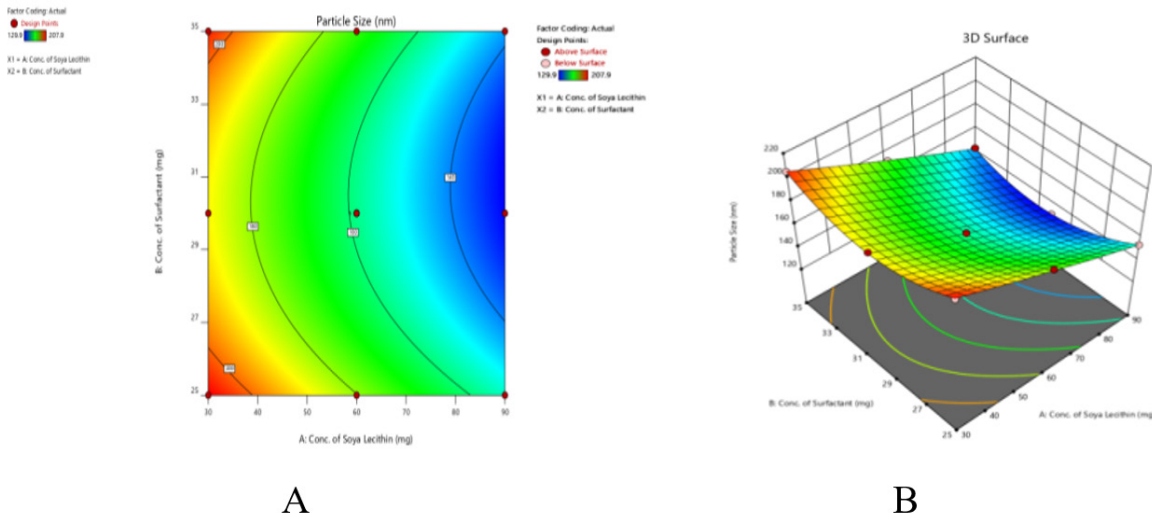 Factor Coding: Actual
Design Points
129.9 207.9
X1 = A: Conc. of Soya Lecithin
X2 = B: Conc. of Surfactant
Particle Size (nm)
B: Conc. of Surfactant (mg)
35
33
31
29
27
25
30 40 50 60 70 80 90
A: Conc. of Soya Lecithin (mg)
A
Factor Coding: Actual
Design Points:
Above Surface
Below Surface
129.9 207.9
X1 = A: Conc. of Soya Lecithin
X2 = B: Conc. of Surfactant
3D Surface
Particle Size (nm)
220
200
180
160
140
120
35
33
31
29
27
25
30
40
50
60
70
80
90
B: Conc. of Surfactant (mg)
A: Conc. of Soya Lecithin (mg
B